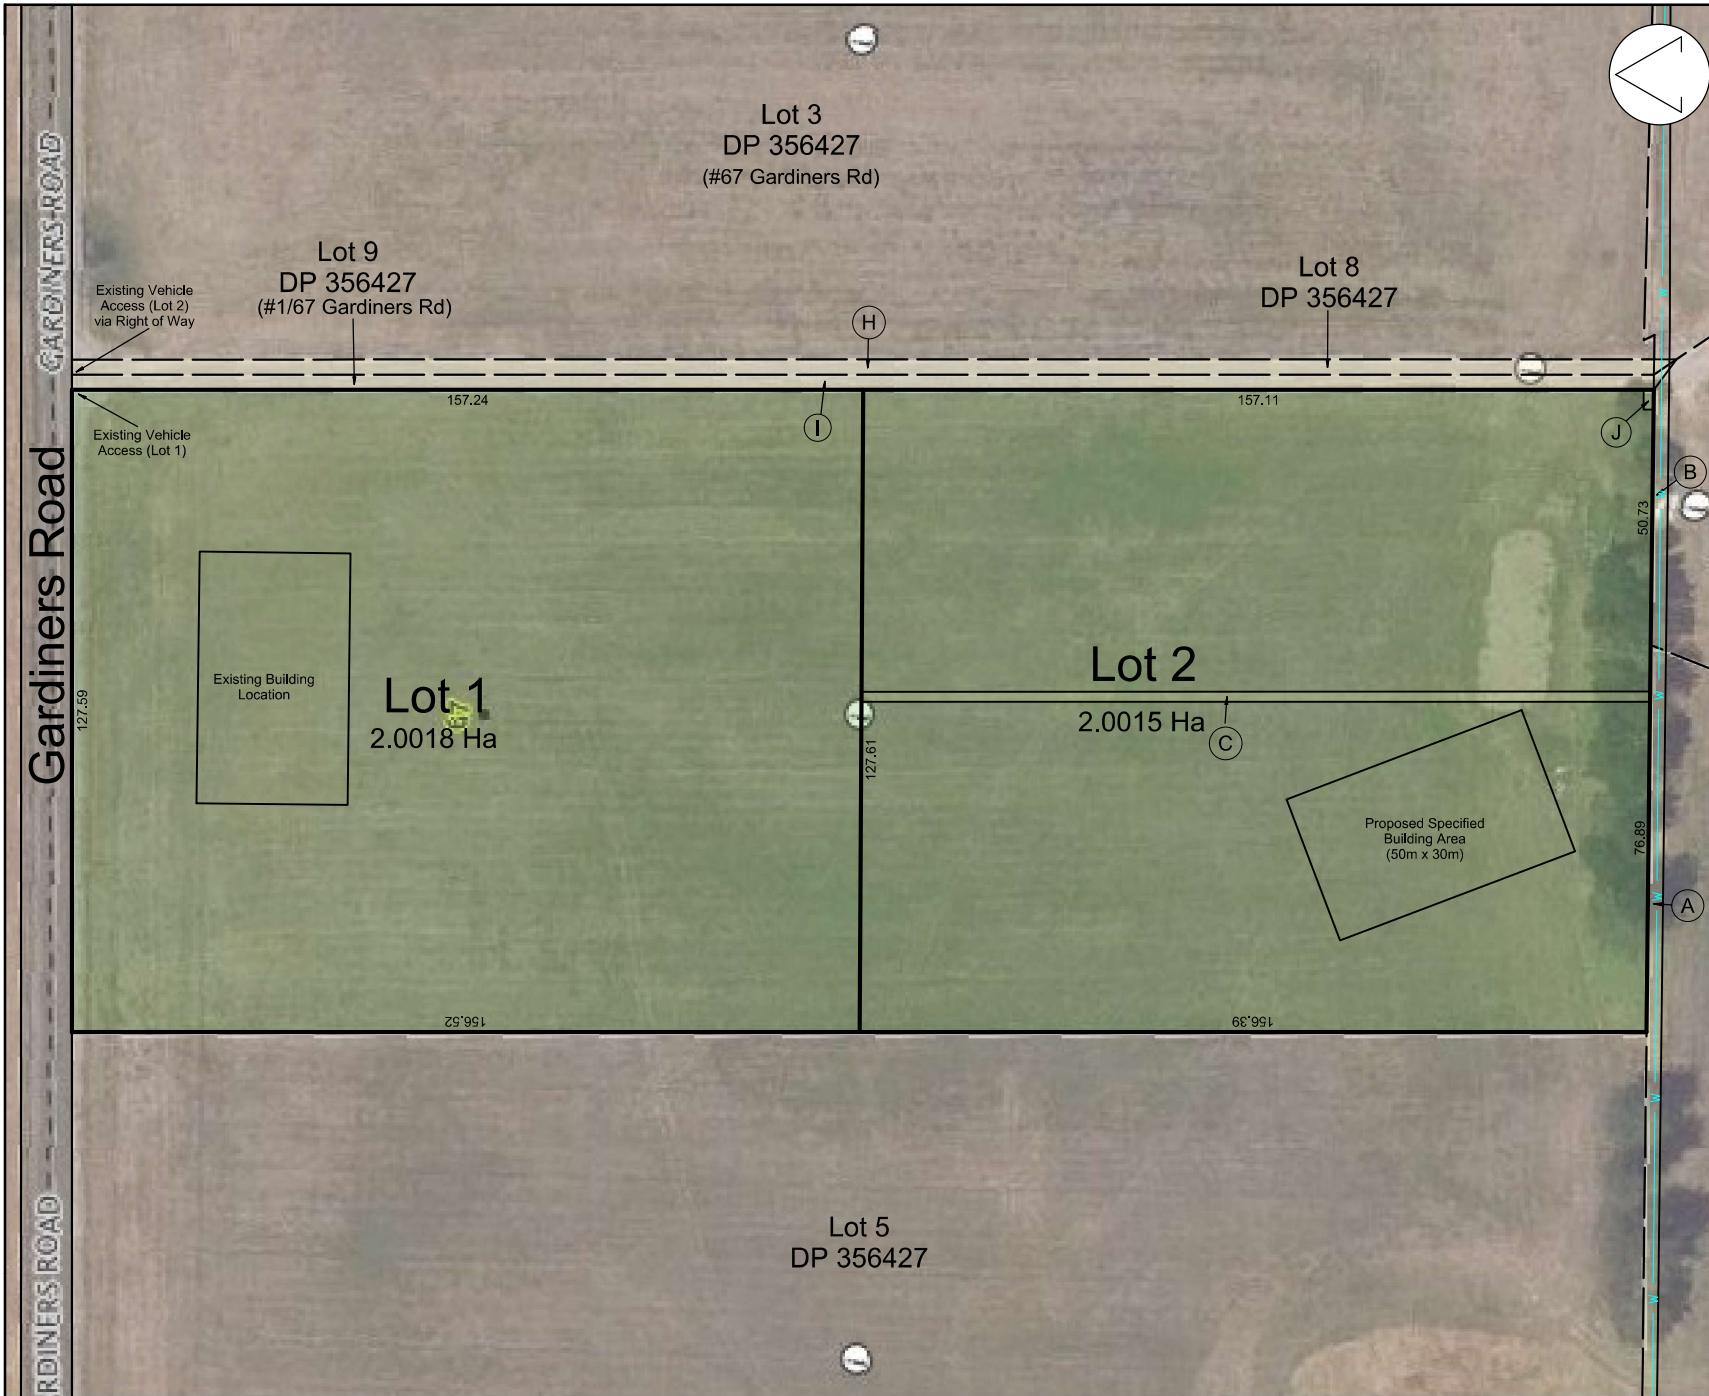 Lot 3
DP 356427
(#67 Gardiners Rd)
GARDINERS ROAD
Lot 9
DP 356427
(#1/67 Gardiners Rd)
Lot 8
DP 356427
Existing Vehicle
Access (Lot 2)
via Right of Way
H
W
157.24
157.11
I
J
Existing Vehicle
Access (Lot 1)
B
W
50.73
Gardiners Road
Existing Building
Location
127.59
Lot 1
2.0018 Ha
Lot 2
2.0015 Ha
C
W
127.61
Proposed Specified
Building Area
(50m x 30m)
76.89
W
A
156.52
156.39
W
Lot 5
DP 356427
RDINERS ROAD
W